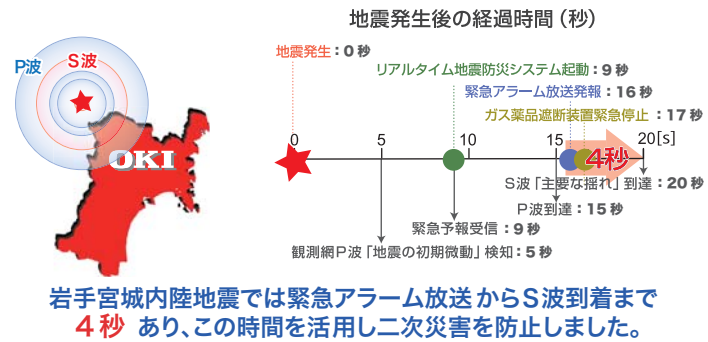 地震発生後の経過時間（秒）
地震発生：0秒
リアルタイム地震防災システム起動：9秒
緊急アラーム放送発報：16秒
ガス薬品遮断装置緊急停止：17秒
P波
S波
OKI
0 5 10 15 20[s]
4秒
S波「主要な揺れ」到達：20秒
P波到達：15秒
緊急予報受信：9秒
観測網P波「地震の初期微動」検知：5秒
岩手宮城内陸地震では緊急アラーム放送からS波到着まで
4秒 あり、この時間を活用し二次災害を防止しました。